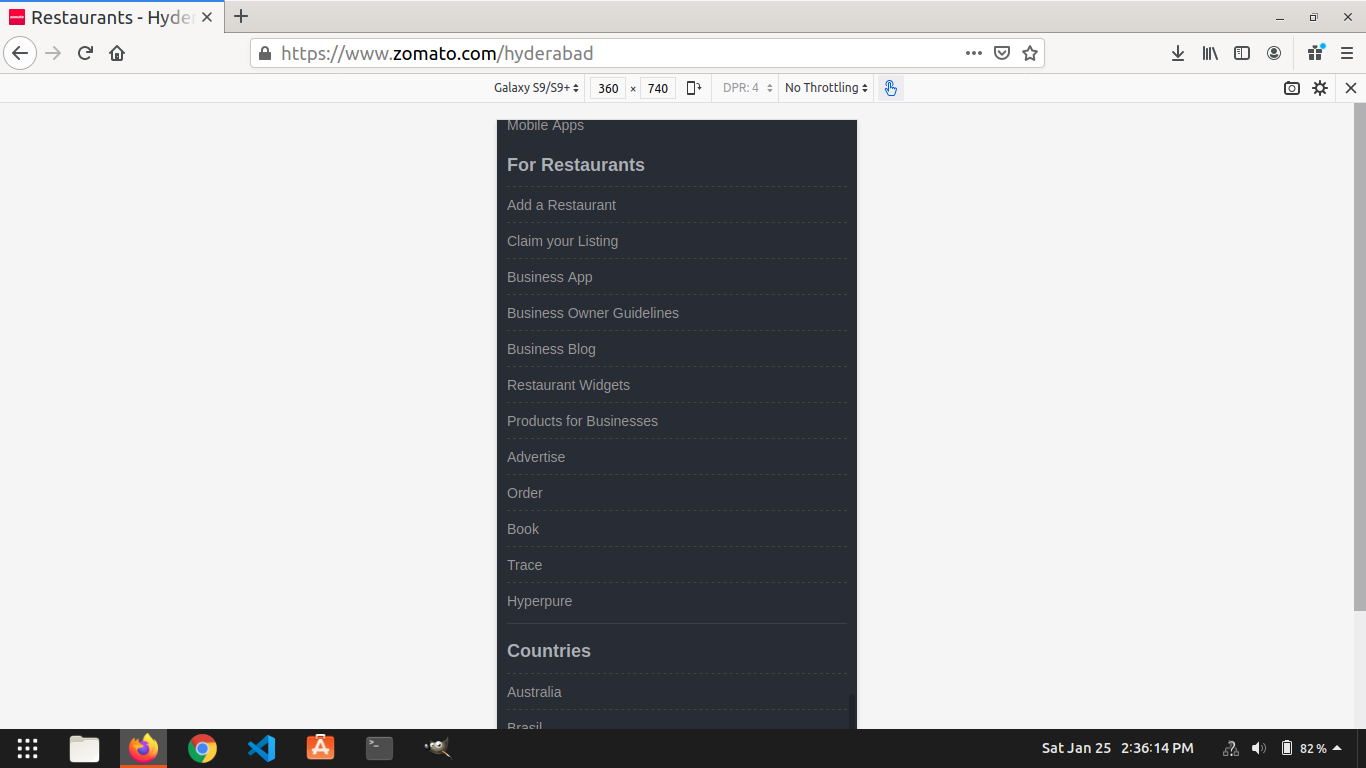 Restaurants - Hyde
https://www.zomato.com/hyderabad
Galaxy S9/S9+ 360 × 740 DPR: 4 No Throttling
Mobile Apps
For Restaurants
Add a Restaurant
Claim your Listing
Business App
Business Owner Guidelines
Business Blog
Restaurant Widgets
Products for Businesses
Advertise
Order
Book
Trace
Hyperpure
Countries
Australia
Brasil
Sat Jan 25 2:36:14 PM 82 %